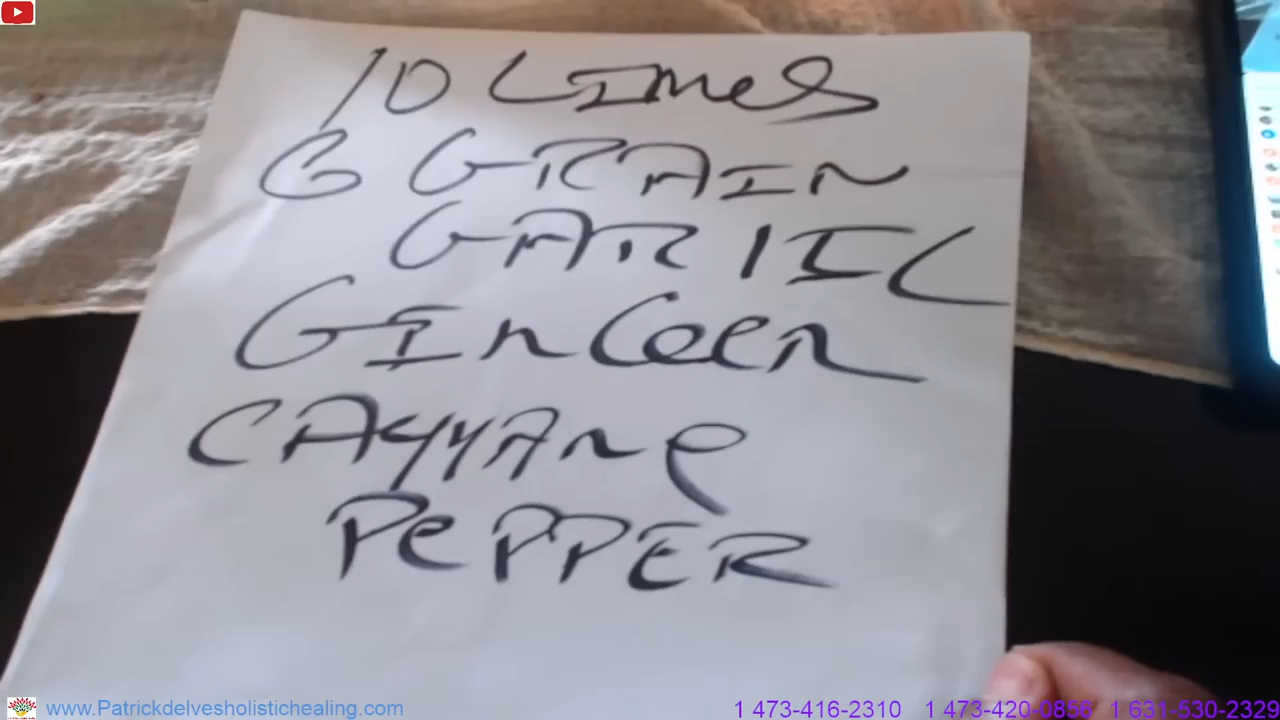 10 LImes
6 GRAIN
GARlIC
GInGeeR
CAYYANe
PePPER
www.Patrickdelvesholistichealing.com 1 473-416-2310 1 473-420-0856 1 631-530-2329